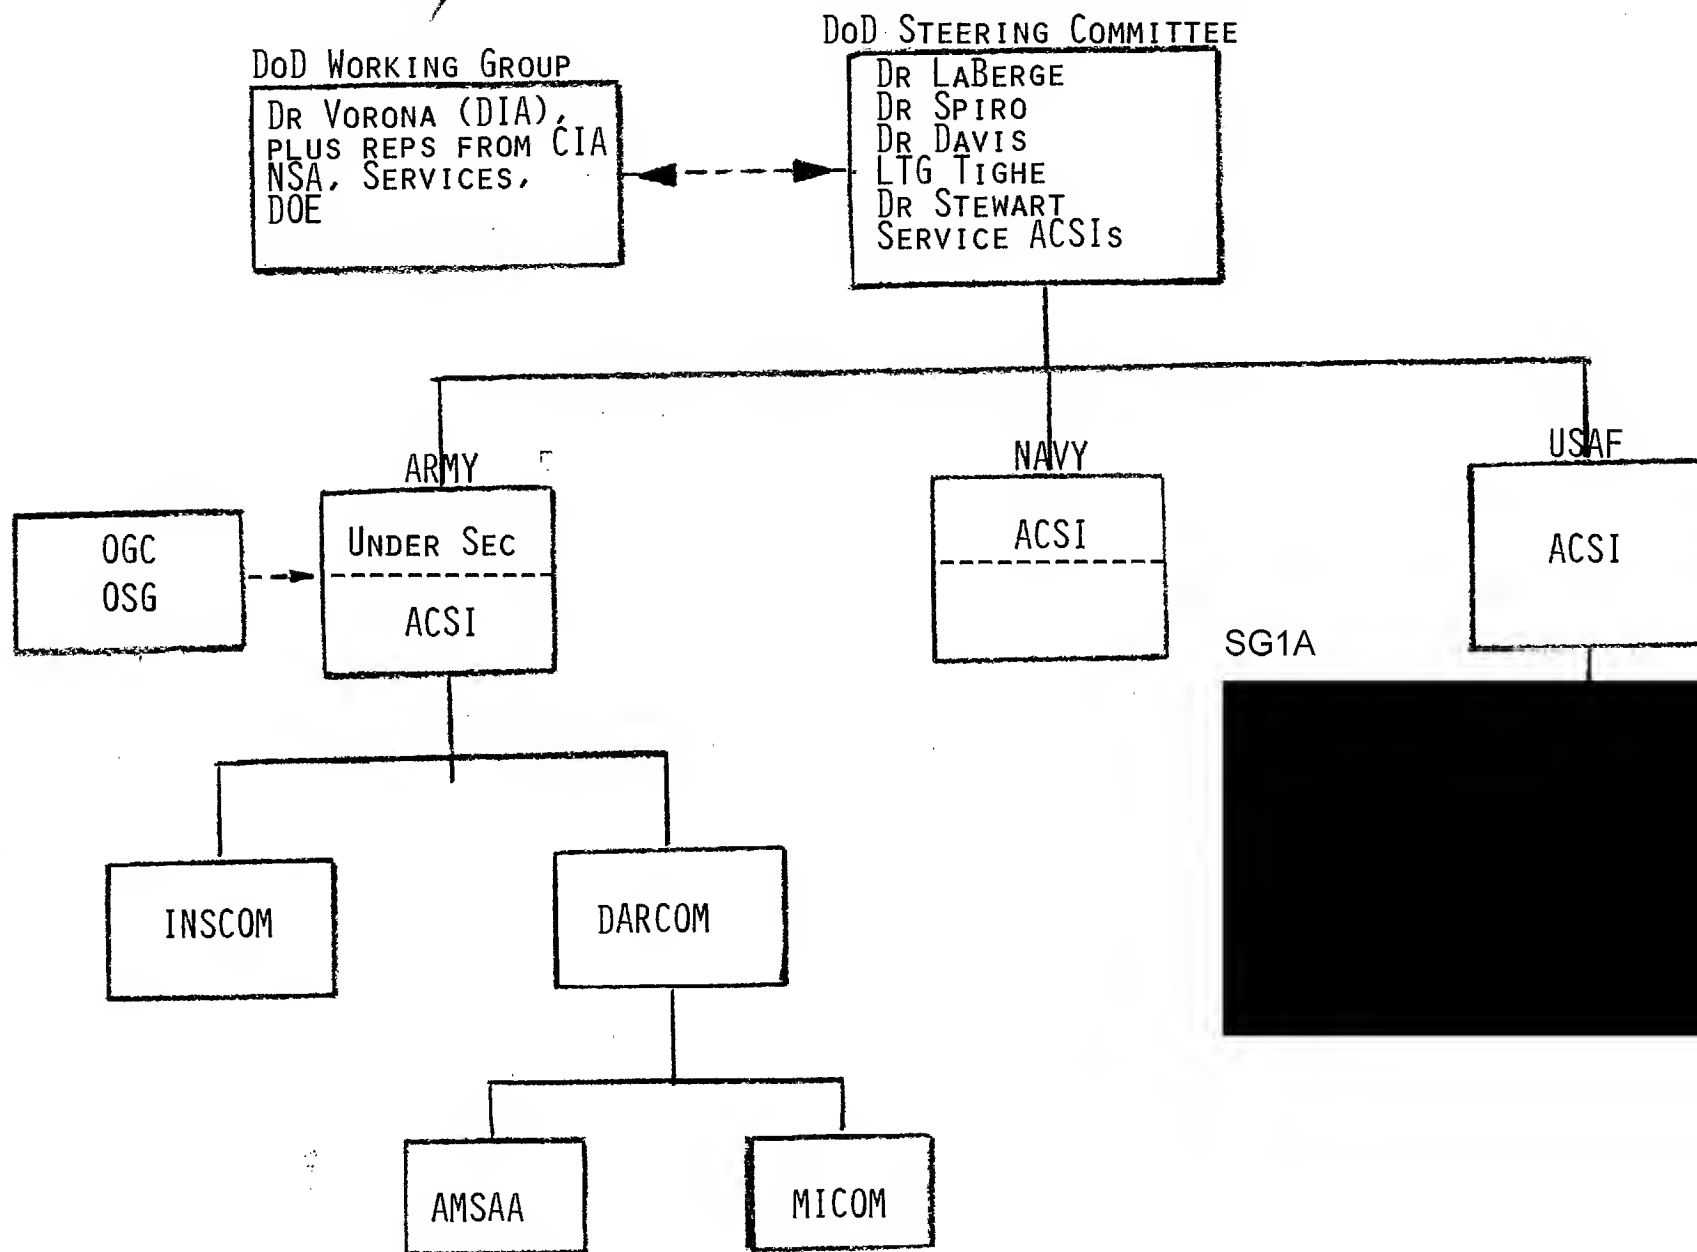 DoD Working Group
Dr Vorona (DIA),
plus reps from CIA
NSA, Services,
DOE
DoD Steering Committee
Dr LaBerge
Dr Spiro
Dr Davis
LTG Tighe
Dr Stewart
Service ACSIs
ARMY
Under Sec
ACSI
OGC
OSG
NAVY
ACSI
USAF
ACSI
SG1A
INSCOM
DARCOM
AMSAA
MICOM